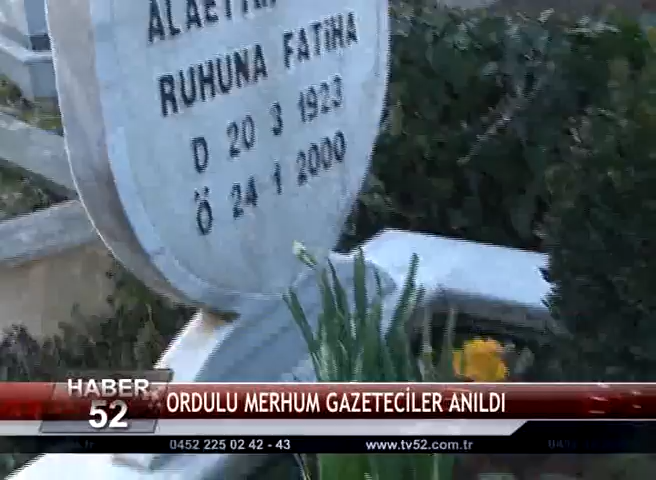 RUHUNA FATİHA
D 20 3 1923
Ö 24 1 2000
HABER
52
ORDULU MERHUM GAZETECİLER ANILDI
0452 225 02 42 - 43
www.tv52.com.tr